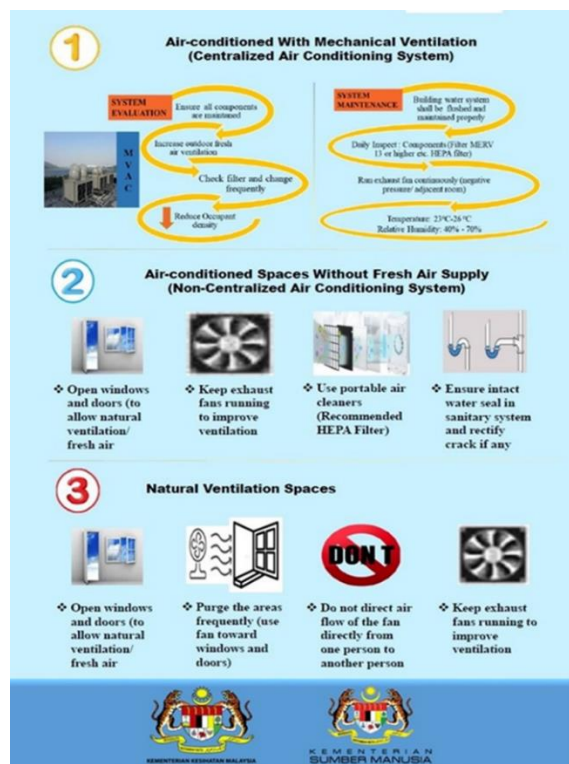 1
Air-conditioned With Mechanical Ventilation
(Centralized Air Conditioning System)
SYSTEM
EVALUATION
Ensure all components
are maintained
Increase outdoor fresh
air ventilation
Check filter and change
frequently
Reduce Occupant
density
MVAC
SYSTEM
MAINTENANCE
Building water system
shall be flushed and
maintained properly
Daily Inspect : Components (Filter MERV
13 or higher etc. HEPA filter)
Run exhaust fan continuously (negative
pressure/ adjacent room)
Temperature: 23°C-26 °C
Relative Humidity: 40% - 70%
2
Air-conditioned Spaces Without Fresh Air Supply
(Non-Centralized Air Conditioning System)
❖ Open windows
and doors (to
allow natural
ventilation/
fresh air
❖ Keep exhaust
fans running
to improve
ventilation
❖ Use portable air
cleaners
(Recommended
HEPA Filter)
❖ Ensure intact
water seal in
sanitary system
and rectify
crack if any
3
Natural Ventilation Spaces
DON T
❖ Open windows
and doors (to
allow natural
ventilation/
fresh air
❖ Purge the areas
frequently (use
fan toward
windows and
doors)
❖ Do not direct air
flow of the fan
directly from
one person to
another person
❖ Keep exhaust
fans running to
improve
ventilation
KEMENTERIAN KESIHATAN MALAYSIA
KEMENTERIAN
SUMBER MANUSIA